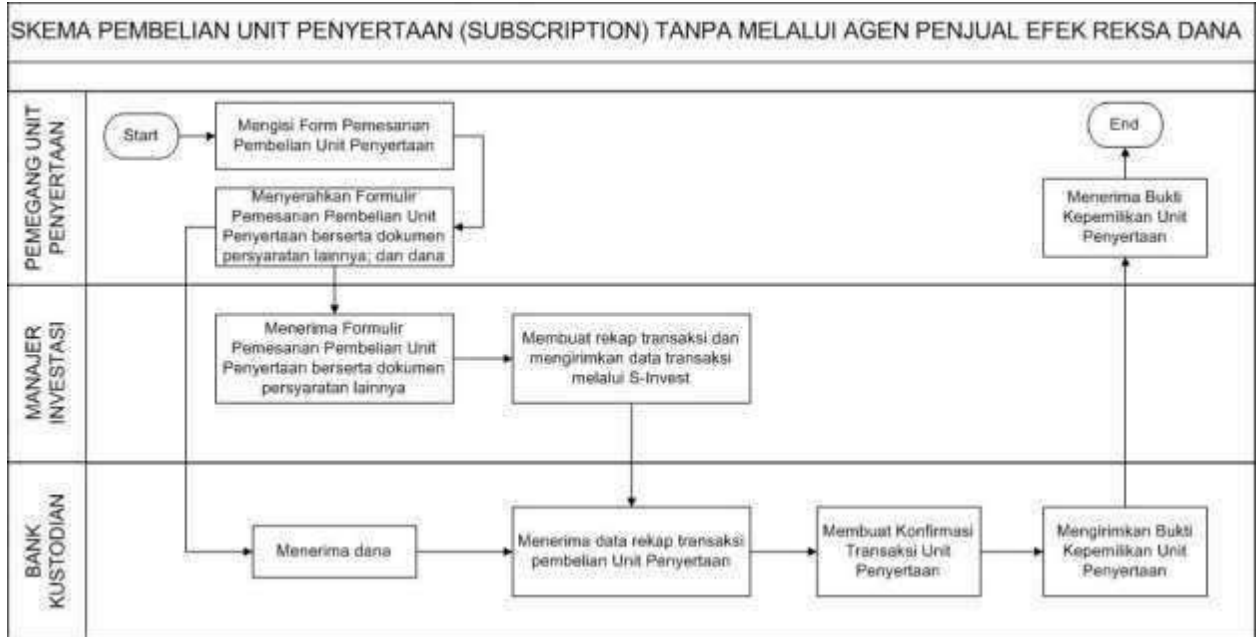 SKEMA PEMBELIAN UNIT PENYERTAAN (SUBSCRIPTION) TANPA MELALUI AGEN PENJUAL EFEK REKSA DANA
PEMEGANG UNIT
PENYERTAAN
Start
Mengisi Form Pemesanan
Pembelian Unit Penyertaan
Menyerahkan Formulir
Pemesanan Pembelian Unit
Penyertaan berserta dokumen
persyaratan lainnya; dan dana
End
Menerima Bukti
Kepemilikan Unit
Penyertaan
MANAJER
INVESTASI
Menerima Formulir
Pemesanan Pembelian Unit
Penyertaan berserta dokumen
persyaratan lainnya
Membuat rekap transaksi dan
mengirimkan data transaksi
melalui S-Invest
BANK
KUSTODIAN
Menerima dana
Menerima data rekap transaksi
pembelian Unit Penyertaan
Membuat Konfirmasi
Transaksi Unit
Penyertaan
Mengirimkan Bukti
Kepemilikan Unit
Penyertaan